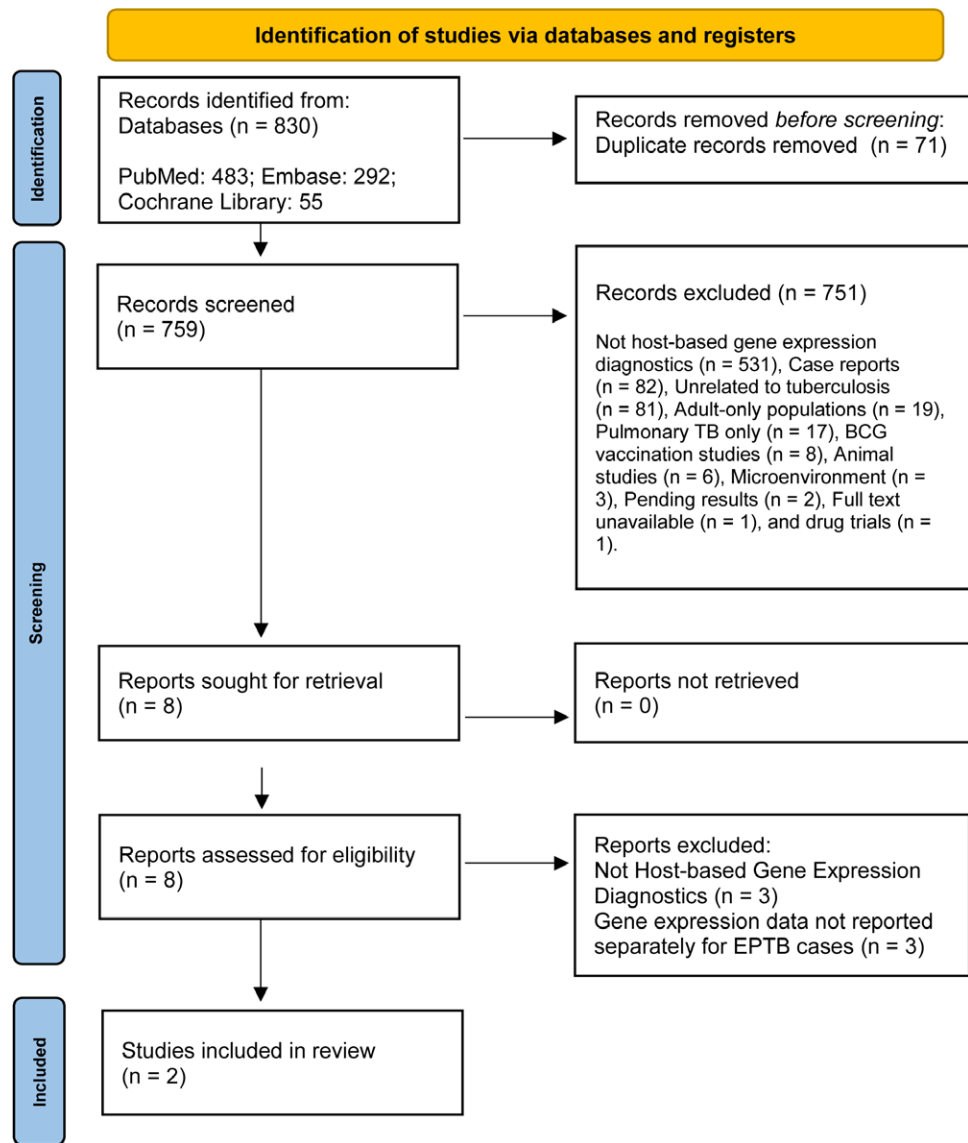 Identification of studies via databases and registers
Identification
Records identified from:
Databases (n = 830)
PubMed: 483; Embase: 292;
Cochrane Library: 55
Records removed before screening:
Duplicate records removed (n = 71)
Screening
Records screened
(n = 759)
Records excluded (n = 751)
Not host-based gene expression
diagnostics (n = 531), Case reports
(n = 82), Unrelated to tuberculosis
(n = 81), Adult-only populations (n = 19),
Pulmonary TB only (n = 17), BCG
vaccination studies (n = 8), Animal
studies (n = 6), Microenvironment (n =
3), Pending results (n = 2), Full text
unavailable (n = 1), and drug trials (n =
1).
Reports sought for retrieval
(n = 8)
Reports not retrieved
(n = 0)
Reports assessed for eligibility
(n = 8)
Reports excluded:
Not Host-based Gene Expression
Diagnostics (n = 3)
Gene expression data not reported
separately for EPTB cases (n = 3)
Included
Studies included in review
(n = 2)